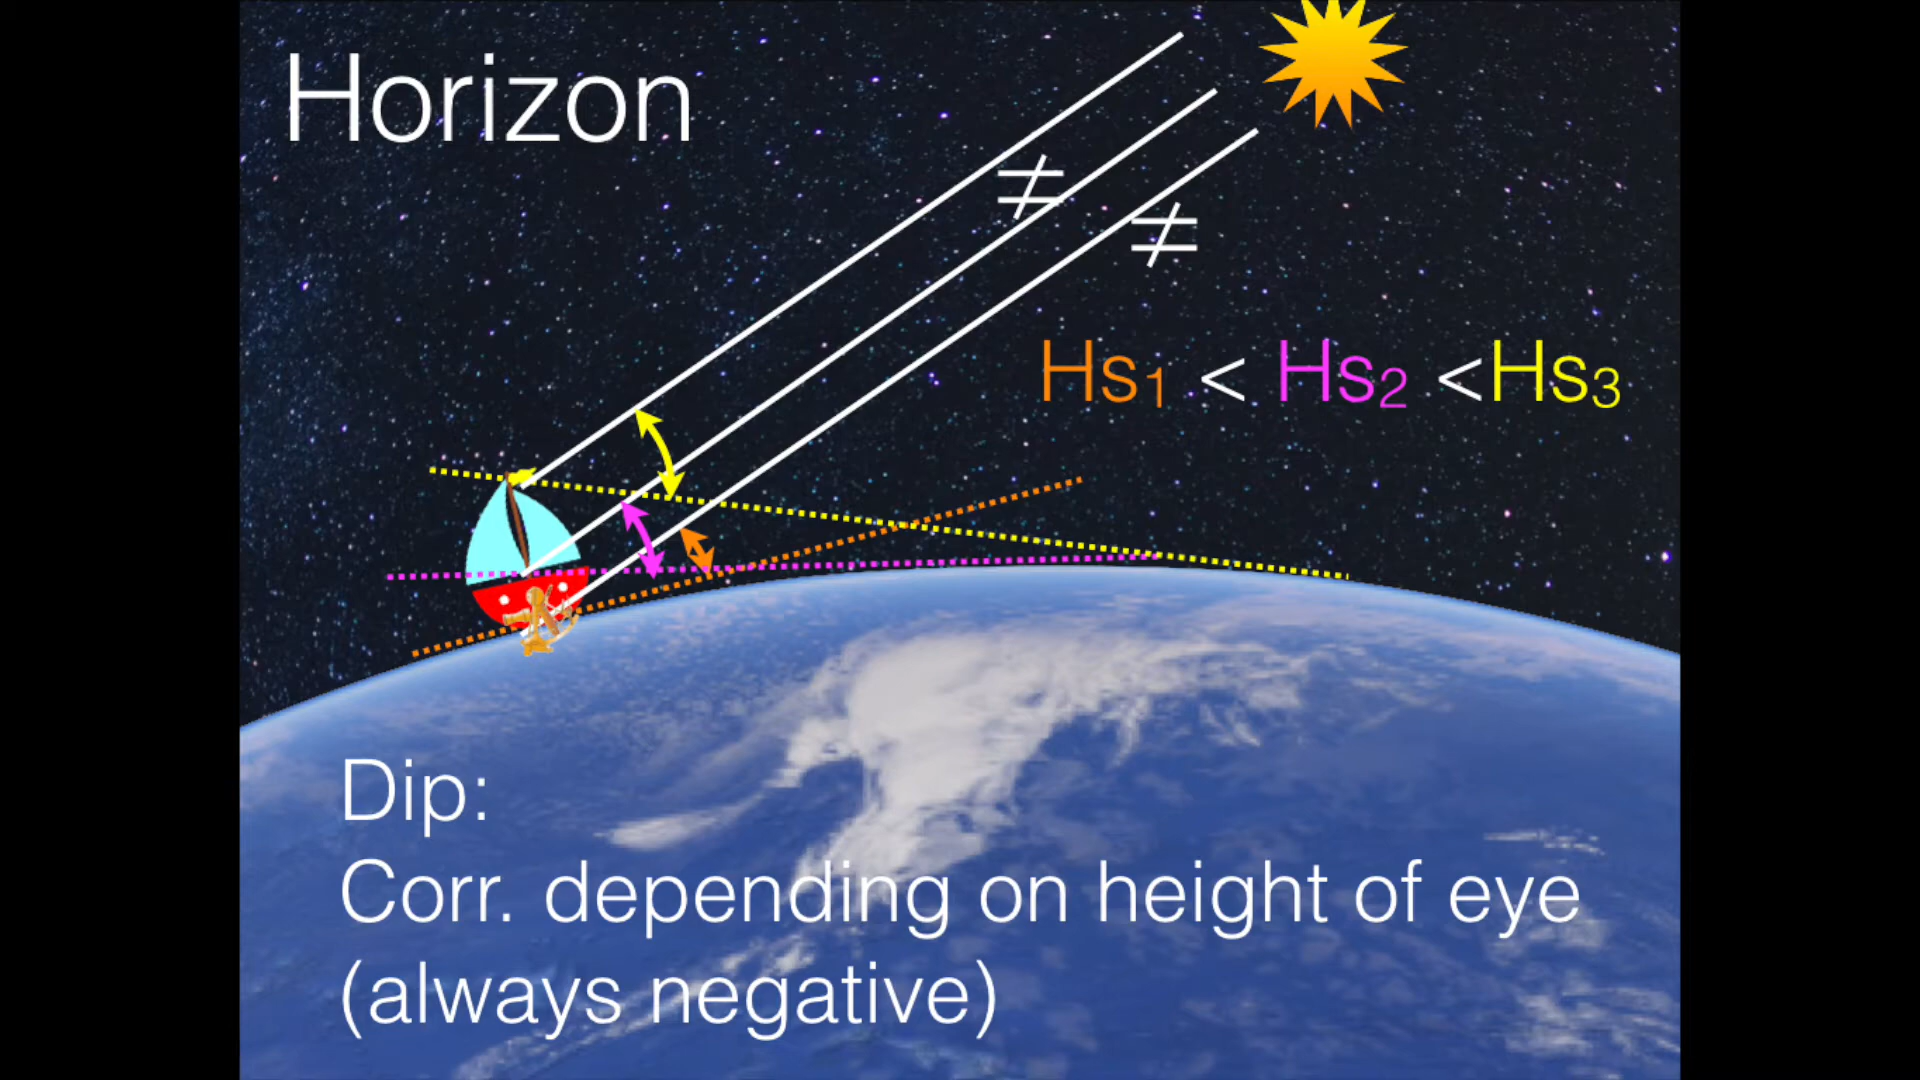 Horizon
≠
≠
Hs₁ < Hs₂ <Hs₃
Dip:
Corr. depending on height of eye
(always negative)